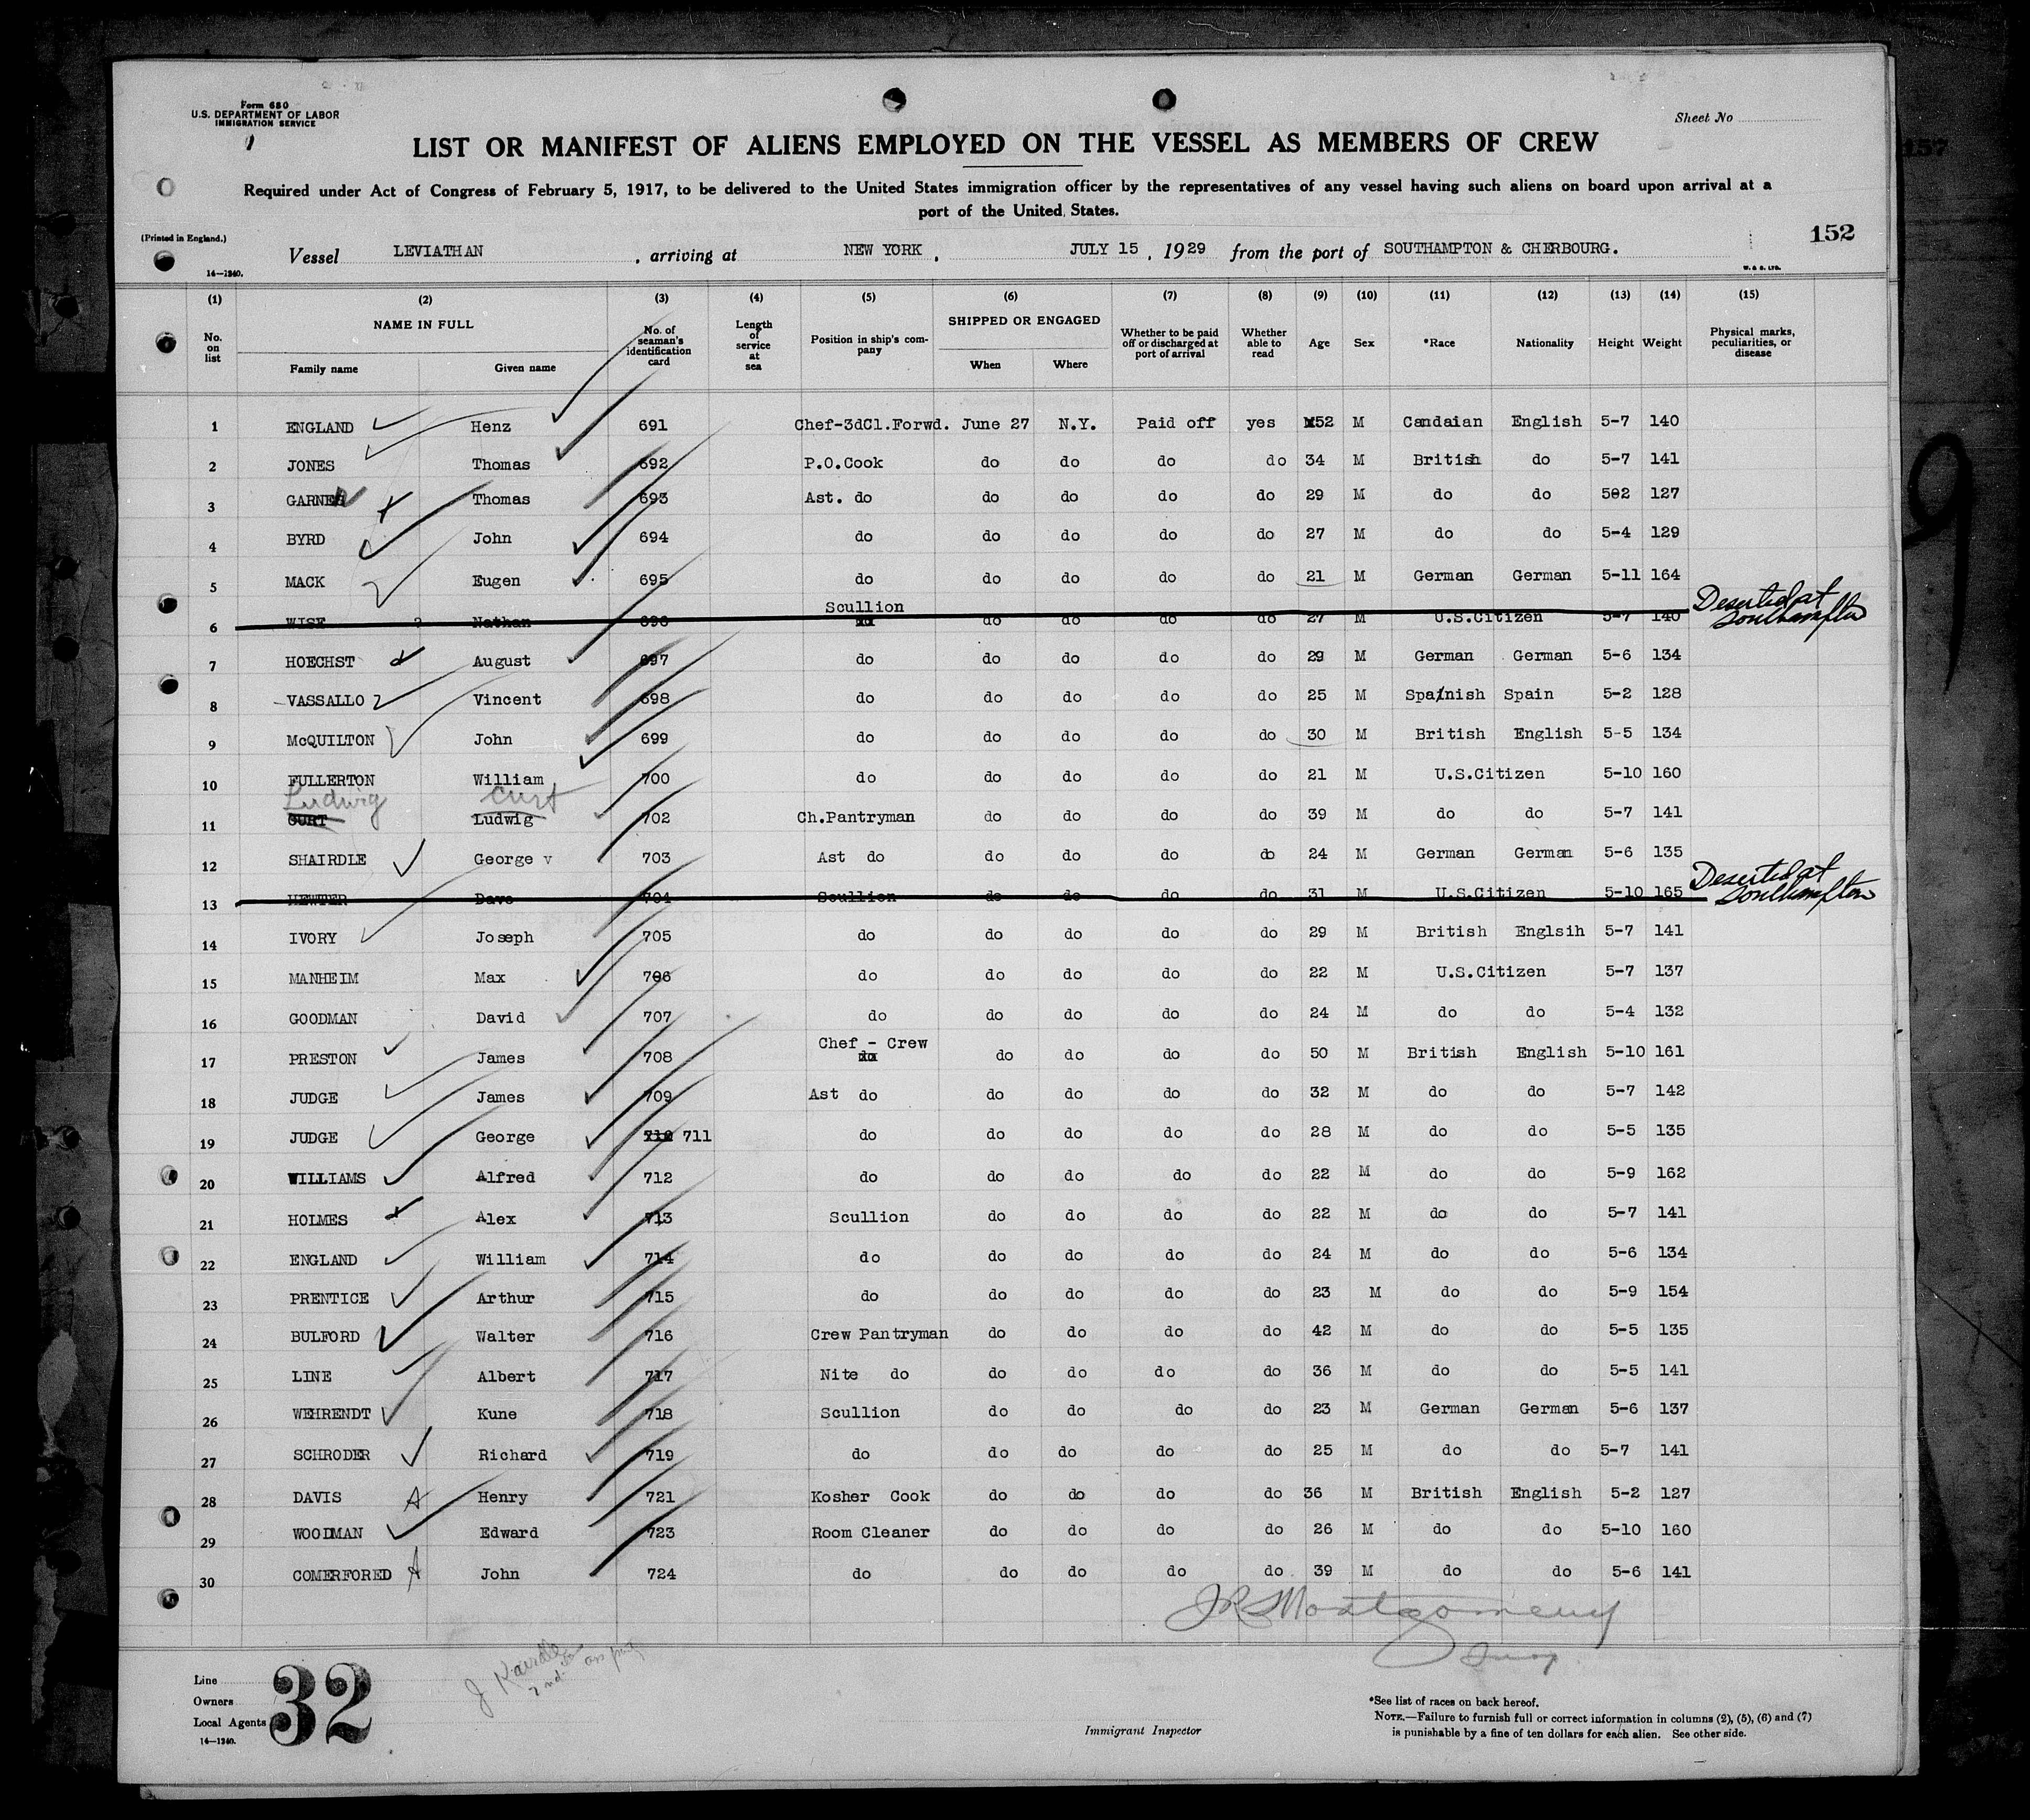 Form 680
U.S. DEPARTMENT OF LABOR
IMMIGRATION SERVICE
Sheet No
LIST OR MANIFEST OF ALIENS EMPLOYED ON THE VESSEL AS MEMBERS OF CREW
157
Required under Act of Congress of February 5, 1917, to be delivered to the United States immigration officer by the representatives of any vessel having such aliens on board upon arrival at a
port of the United States.
(Printed in England.)
152
Vessel LEVIATHAN , arriving at NEW YORK , JULY 15 , 1929 from the port of SOUTHAMPTON & CHERBOURG.
14—1240.
W. & S. LTD.
(1) (2) (3) (4) (5) (6) (7) (8) (9) (10) (11) (12) (13) (14) (15)
No. on list NAME IN FULL Family name Given name No. of seaman's identification card Length of service at sea Position in ship's company SHIPPED OR ENGAGED When Where Whether to be paid off or discharged at port of arrival Whether able to read Age Sex *Race Nationality Height Weight Physical marks, peculiarities, or disease
1 ENGLAND Henz 691 Chef-3dCl.Forwd. June 27 N.Y. Paid off yes 52 M Candaian English 5-7 140
2 JONES Thomas 692 P.O.Cook do do do do 34 M British do 5-7 141
3 GARNER Thomas 693 Ast. do do do do do 29 M do do 502 127
4 BYRD John 694 do do do do do 27 M do do 5-4 129
5 MACK Eugen 695 do do do do do 21 M German German 5-11 164
6 WISE ? Nathan 696 Scullion do do do do 27 M U.S.Citizen 5-7 140 Deserted at Southampton
7 HOECHST August 697 do do do do do 29 M German German 5-6 134
8 VASSALLO Vincent 698 do do do do do 25 M Spa/nish Spain 5-2 128
9 McQUILTON John 699 do do do do do 30 M British English 5-5 134
10 FULLERTON William 700 do do do do do 21 M U.S.Citizen 5-10 160
Ludwig Curt
11 CURT Ludwig 702 Ch.Pantryman do do do do 39 M do do 5-7 141
12 SHAIRDLE George v 703 Ast do do do do do 24 M German German 5-6 135
13 HEWTER Dave 704 Scullion do do do do 31 M U.S.Citizen 5-10 165 Deserted at Southampton
14 IVORY Joseph 705 do do do do do 29 M British Englsih 5-7 141
15 MANHEIM Max 706 do do do do do 22 M U.S.Citizen 5-7 137
16 GOODMAN David 707 do do do do do 24 M do do 5-4 132
17 PRESTON James 708 Chef - Crew do do do do 50 M British English 5-10 161
18 JUDGE James 709 Ast do do do do do 32 M do do 5-7 142
19 JUDGE George 710 711 do do do do do 28 M do do 5-5 135
20 WILLIAMS Alfred 712 do do do do do 22 M do do 5-9 162
21 HOLMES Alex 713 Scullion do do do do 22 M do do 5-7 141
22 ENGLAND William 714 do do do do do 24 M do do 5-6 134
23 PRENTICE Arthur 715 do do do do do 23 M do do 5-9 154
24 BULFORD Walter 716 Crew Pantryman do do do do 42 M do do 5-5 135
25 LINE Albert 717 Nite do do do do do 36 M do do 5-5 141
26 WEHRENDT Kune 718 Scullion do do do do 23 M German German 5-6 137
27 SCHRODER Richard 719 do do do do do 25 M do do 5-7 141
28 DAVIS Henry 721 Kosher Cook do do do do 36 M British English 5-2 127
29 WOODMAN Edward 723 Room Cleaner do do do do 26 M do do 5-10 160
30 COMERFORED John 724 do do do do do 39 M do do 5-6 141
JR Montgomery
Line
Owners
Local Agents
14—1240.
32
Immigrant Inspector
*See list of races on back hereof.
NOTE.—Failure to furnish full or correct information in columns (2), (5), (6) and (7)
is punishable by a fine of ten dollars for each alien. See other side.
9